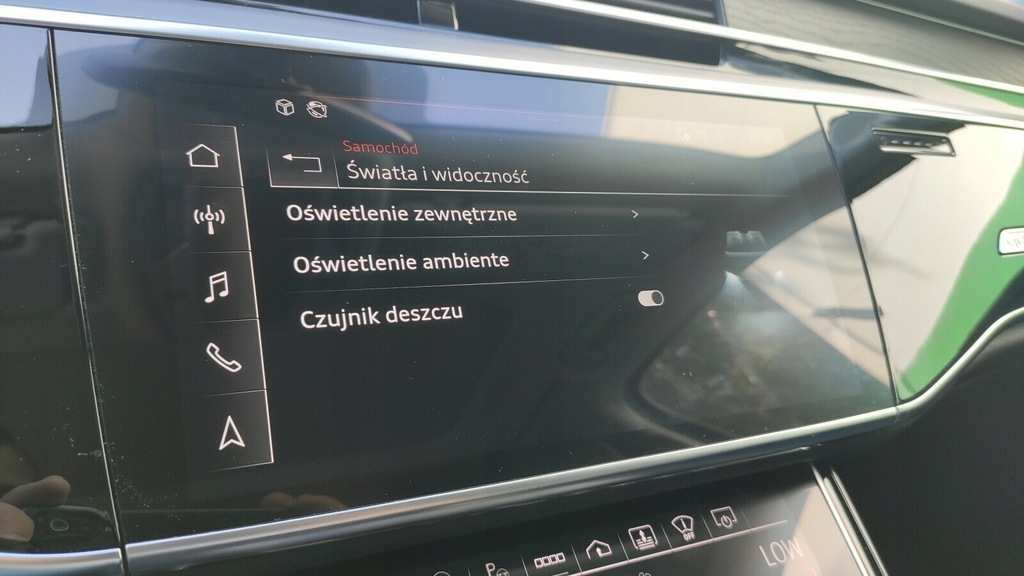 Samochód
Światła i widoczność
Oświetlenie zewnętrzne
Oświetlenie ambiente
Czujnik deszczu
P
OFF
LOW